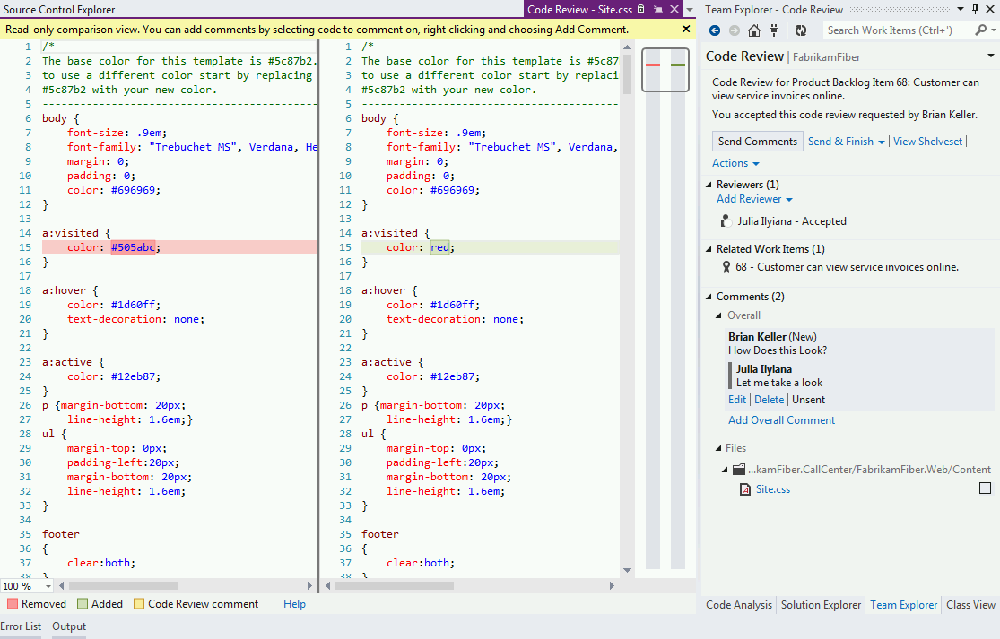 Source Control Explorer
Code Review - Site.css
Read-only comparison view. You can add comments by selecting code to comment on, right clicking and choosing Add Comment.
1 /*--------------------------------------------
2 The base color for this template is #5c87b2.
3 to use a different color start by replacing
4 #5c87b2 with your new color.
5 --------------------------------------------
6 body {
7 font-size: .9em;
8 font-family: "Trebuchet MS", Verdana, He
9 margin: 0;
10 padding: 0;
11 color: #696969;
12 }
13
14 a:visited {
15 color: #505abc;
16 }
17
18 a:hover {
19 color: #1d60ff;
20 text-decoration: none;
21 }
22
23 a:active {
24 color: #12eb87;
25 }
26 p {margin-bottom: 20px;
27 line-height: 1.6em;}
28 ul {
29 margin-top: 0px;
30 padding-left:20px;
31 margin-bottom: 20px;
32 line-height: 1.6em;
33 }
34
35 footer
36 {
37 clear:both;
38 }
100 %
1 /*-------------------------------------
2 The base color for this template is #5c87
3 to use a different color start by replaci
4 #5c87b2 with your new color.
5 -----------------------------------------
6 body {
7 font-size: .9em;
8 font-family: "Trebuchet MS", Verdana,
9 margin: 0;
10 padding: 0;
11 color: #696969;
12 }
13
14 a:visited {
15 color: red;
16 }
17
18 a:hover {
19 color: #1d60ff;
20 text-decoration: none;
21 }
22
23 a:active {
24 color: #12eb87;
25 }
26 p {margin-bottom: 20px;
27 line-height: 1.6em;}
28 ul {
29 margin-top: 0px;
30 padding-left:20px;
31 margin-bottom: 20px;
32 line-height: 1.6em;
33 }
34
35 footer
36 {
37 clear:both;
38 }
Removed Added Code Review comment Help
Error List Output
Team Explorer - Code Review
Search Work Items (Ctrl+')
Code Review | FabrikamFiber
Code Review for Product Backlog Item 68: Customer can
view service invoices online.
You accepted this code review requested by Brian Keller.
Send Comments Send & Finish | View Shelveset |
Actions
Reviewers (1)
Add Reviewer
Julia Ilyiana - Accepted
Related Work Items (1)
68 - Customer can view service invoices online.
Comments (2)
Overall
Brian Keller (New)
How Does this Look?
Julia Ilyiana
Let me take a look
Edit | Delete | Unsent
Add Overall Comment
Files
...kamFiber.CallCenter/FabrikamFiber.Web/Content
Site.css
Code Analysis Solution Explorer Team Explorer Class View